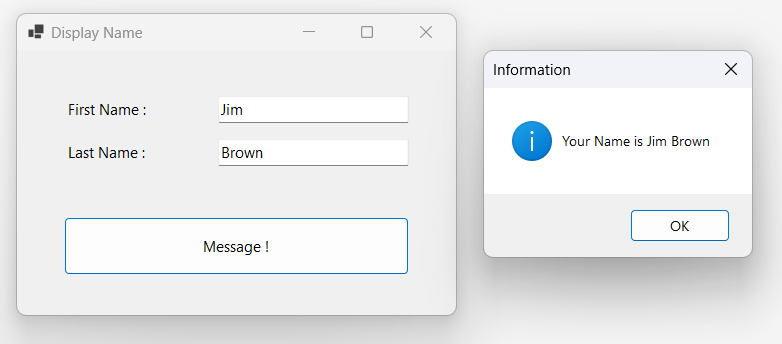 Display Name
First Name : Jim
Last Name : Brown
Message !
Information
Your Name is Jim Brown
OK